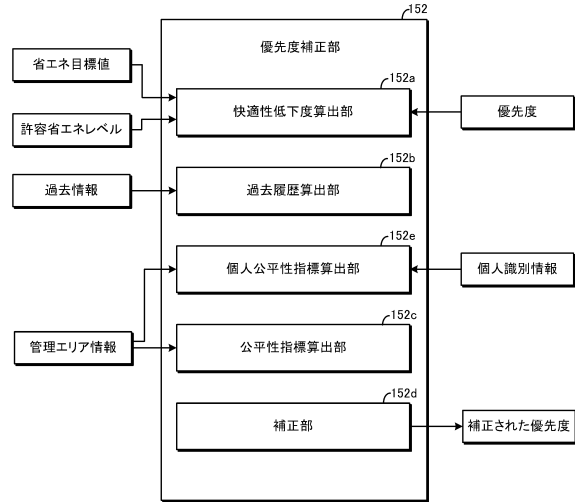 152
優先度補正部
省エネ目標値
152a
快適性低下度算出部
優先度
許容省エネレベル
152b
過去情報
過去履歴算出部
152e
個人公平性指標算出部
個人識別情報
152c
管理エリア情報
公平性指標算出部
152d
補正部
補正された優先度